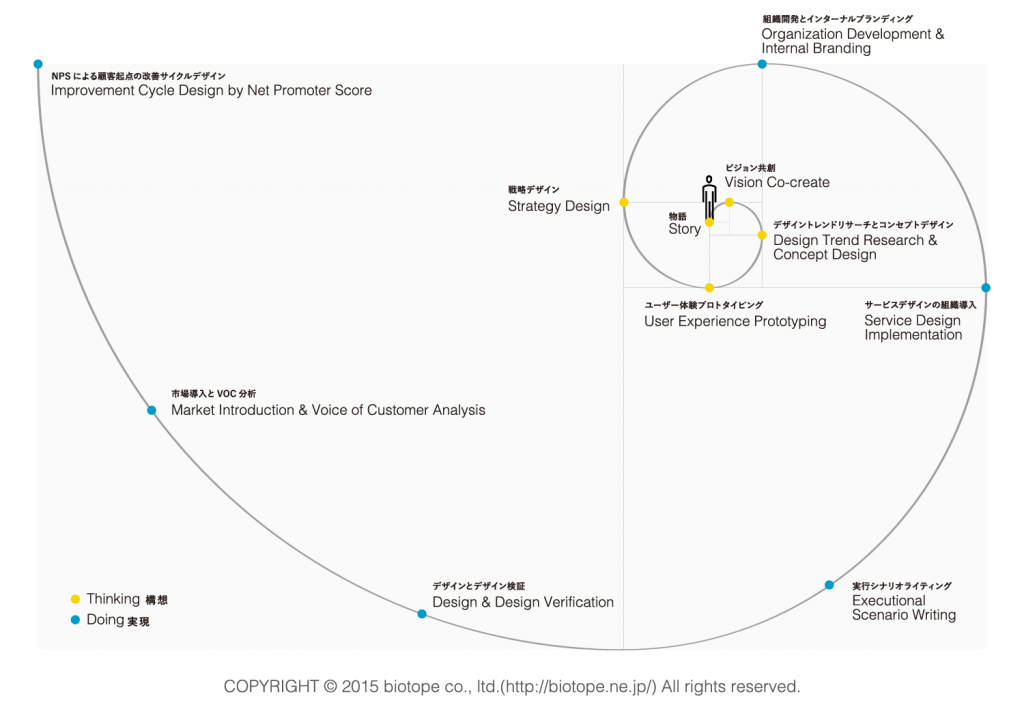 組織開発とインターナルブランディング
Organization Development &
Internal Branding
NPS による顧客起点の改善サイクルデザイン
Improvement Cycle Design by Net Promoter Score
ビジョン共創
Vision Co-create
戦略デザイン
Strategy Design
物語
Story
デザイントレンドリサーチとコンセプトデザイン
Design Trend Research &
Concept Design
ユーザー体験プロトタイピング
User Experience Prototyping
サービスデザインの組織導入
Service Design
Implementation
市場導入と VOC 分析
Market Introduction & Voice of Customer Analysis
実行シナリオライティング
Executional
Scenario Writing
デザインとデザイン検証
Design & Design Verification
Thinking 構想
Doing 実現
COPYRIGHT © 2015 biotope co., ltd.(http://biotope.ne.jp/) All rights reserved.